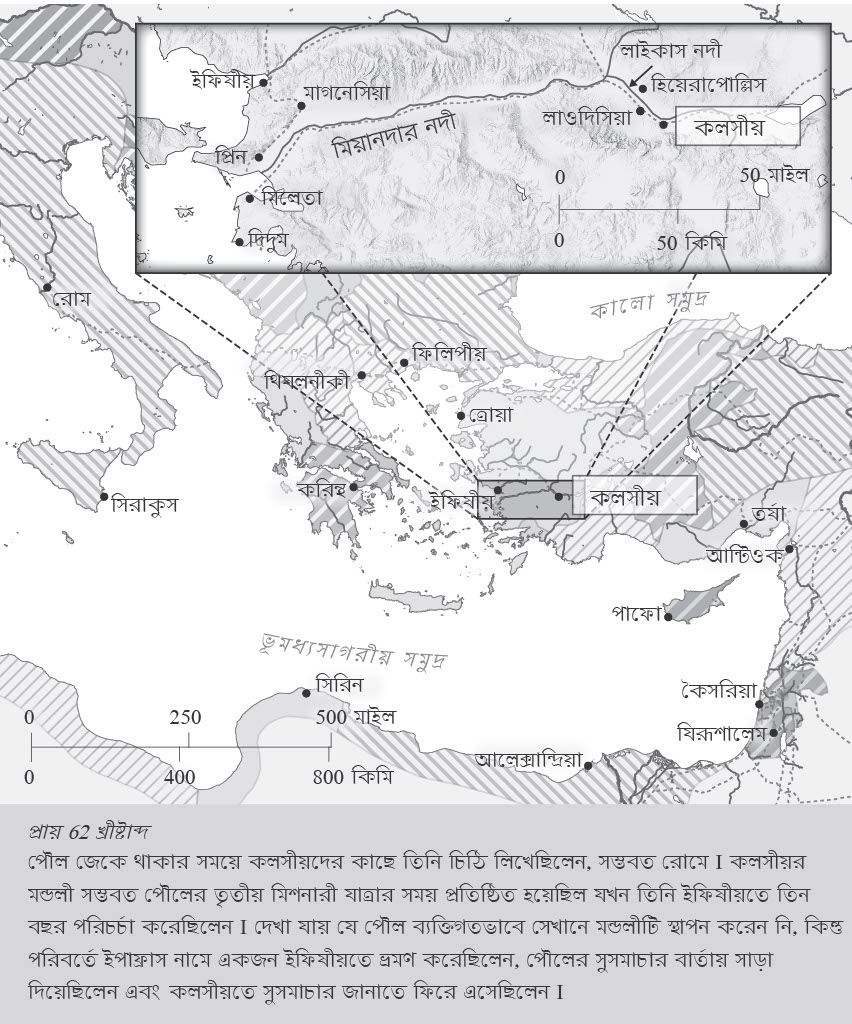 লাইকাস নদী
ইফিষীয়
হিয়েরাপোল্লিস
মাগনেসিয়া
লাওদিসিয়া
কলসীয়
মিয়ানদার নদী
প্রিন
0 50 মাইল
মিলেতা
দিদুম
0 50 কিমি
রোম
কালো সমুদ্র
ফিলিপীয়
থিষলনীকী
ত্রোয়া
করিন্থ
ইফিষীয়
কলসীয়
সিরাকুস
তর্ষা
আন্টিওক
পাফো
ভূমধ্যসাগরীয় সমুদ্র
সিরিন
কৈসরিয়া
0 250 500 মাইল
যিরূশালেম
আলেক্সান্দ্রিয়া
0 400 800 কিমি
প্রায় 62 খ্রীষ্টাব্দ
পৌল জেকে থাকার সময়ে কলসীয়দের কাছে তিনি চিঠি লিখেছিলেন, সম্ভবত রোমে I কলসীয়র
মন্ডলী সম্ভবত পৌলের তৃতীয় মিশনারী যাত্রার সময় প্রতিষ্ঠিত হয়েছিল যখন তিনি ইফিষীয়তে তিন
বছর পরিচর্চা করেছিলেন I দেখা যায় যে পৌল ব্যক্তিগতভাবে সেখানে মন্ডলীটি স্থাপন করেন নি, কিন্তু
পরিবর্তে ইপাফ্রাস নামে একজন ইফিষীয়তে ভ্রমণ করেছিলেন, পৌলের সুসমাচার বার্তায় সাড়া
দিয়েছিলেন এবং কলসীয়তে সুসমাচার জানাতে ফিরে এসেছিলেন I